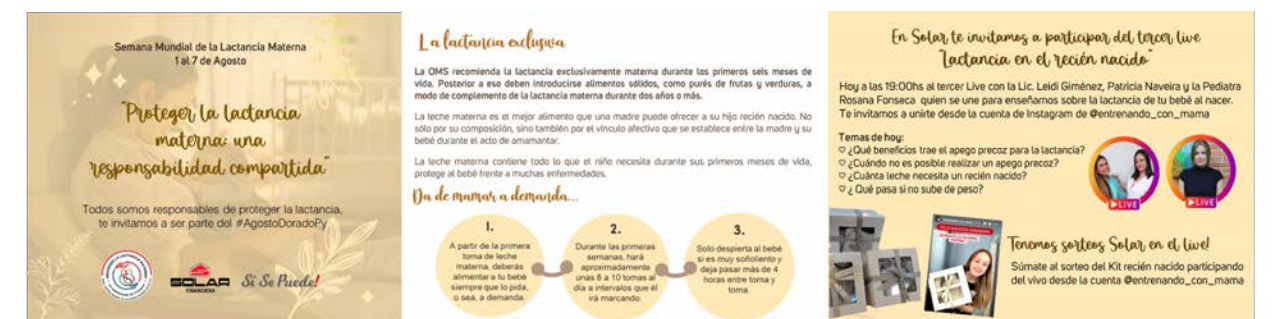 Semana Mundial de la Lactancia Materna
1 al 7 de Agosto
"Proteger la lactancia
materna: una
responsabilidad compartida"
Todos somos responsables de proteger la lactancia,
te invitamos a ser parte del #AgostoDoradoPy
SOLAR
FINANCIERA
Si Se Puede!
La lactancia exclusiva
La OMS recomienda la lactancia exclusivamente materna durante los primeros seis meses de
vida. Posterior a eso deben introducirse alimentos sólidos, como purés de frutas y verduras, a
modo de complemento de la lactancia materna durante dos años o más.
La leche materna es el mejor alimento que una madre puede ofrecer a su hijo recién nacido. No
sólo por su composición, sino también por el vínculo afectivo que se establece entre la madre y su
bebé durante el acto de amamantar.
La leche materna contiene todo lo que el niño necesita durante sus primeros meses de vida,
protege al bebé frente a muchas enfermedades.
Da de mamar a demanda...
1.
A partir de la primera
toma de leche
materna, deberás
alimentar a tu bebé
siempre que lo pida,
o sea, a demanda.
2.
Durante las primeras
semanas, hará
aproximadamente
unas 8 a 10 tomas al
día a intervalos que él
irá marcando.
3.
Solo despierta al bebé
si es muy soñoliento y
deja pasar más de 4
horas entre toma y
toma.
En Solar te invitamos a participar del tercer live
"Lactancia en el recién nacido"
Hoy a las 19:00hs al tercer Live con la Lic. Leidi Giménez, Patricia Naveira y la Pediatra
Rosana Fonseca quien se une para enseñarnos sobre la lactancia de tu bebé al nacer.
Te invitamos a unirte desde la cuenta de Instagram de @entrenando_con_mama
Temas de hoy:
¿Qué beneficios trae el apego precoz para la lactancia?
¿Cuándo no es posible realizar un apego precoz?
¿Cuánta leche necesita un recién nacido?
¿ Qué pasa si no sube de peso?
LIVE
LIVE
Tenemos sorteos Solar en el live!
Súmate al sorteo del Kit recién nacido participando
del vivo desde la cuenta @entrenando_con_mama